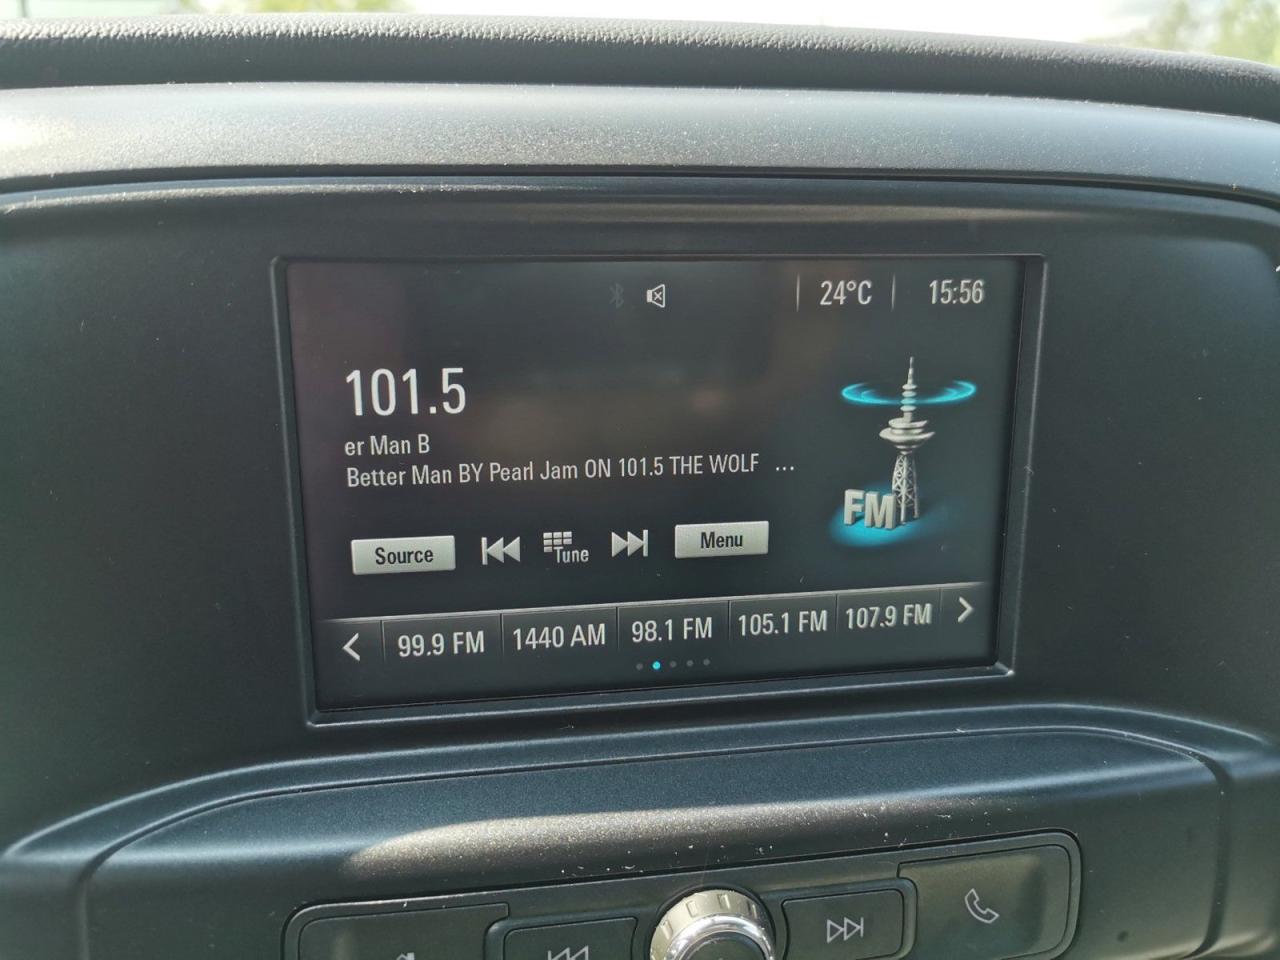 24°C 15:56
101.5
er Man B
Better Man BY Pearl Jam ON 101.5 THE WOLF ...
FM
Source Tune Menu
99.9 FM 1440 AM 98.1 FM 105.1 FM 107.9 FM